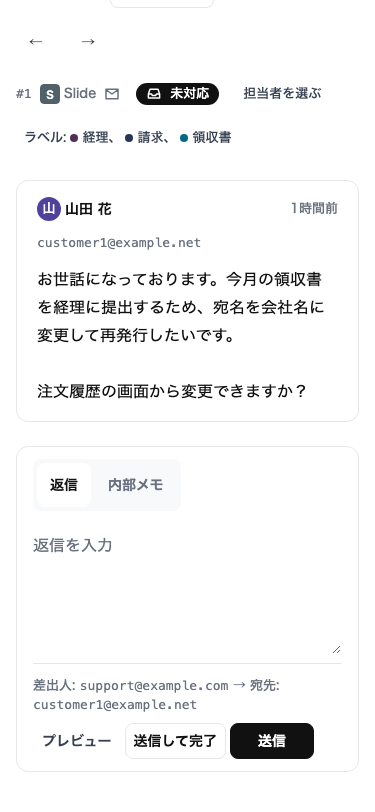 ← →
#1 S Slide 未対応 担当者を選ぶ
ラベル: 経理、 請求、 領収書
山 山田 花 1時間前
customer1@example.net
お世話になっております。今月の領収書
を経理に提出するため、宛名を会社名に
変更して再発行したいです。
注文履歴の画面から変更できますか？
返信 内部メモ
返信を入力
差出人: support@example.com → 宛先:
customer1@example.net
プレビュー 送信して完了 送信